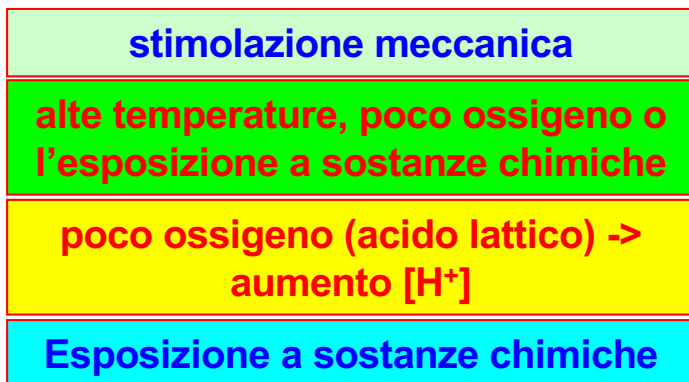 stimolazione meccanica
alte temperature, poco ossigeno o
l'esposizione a sostanze chimiche
poco ossigeno (acido lattico) ->
aumento [H⁺]
Esposizione a sostanze chimiche